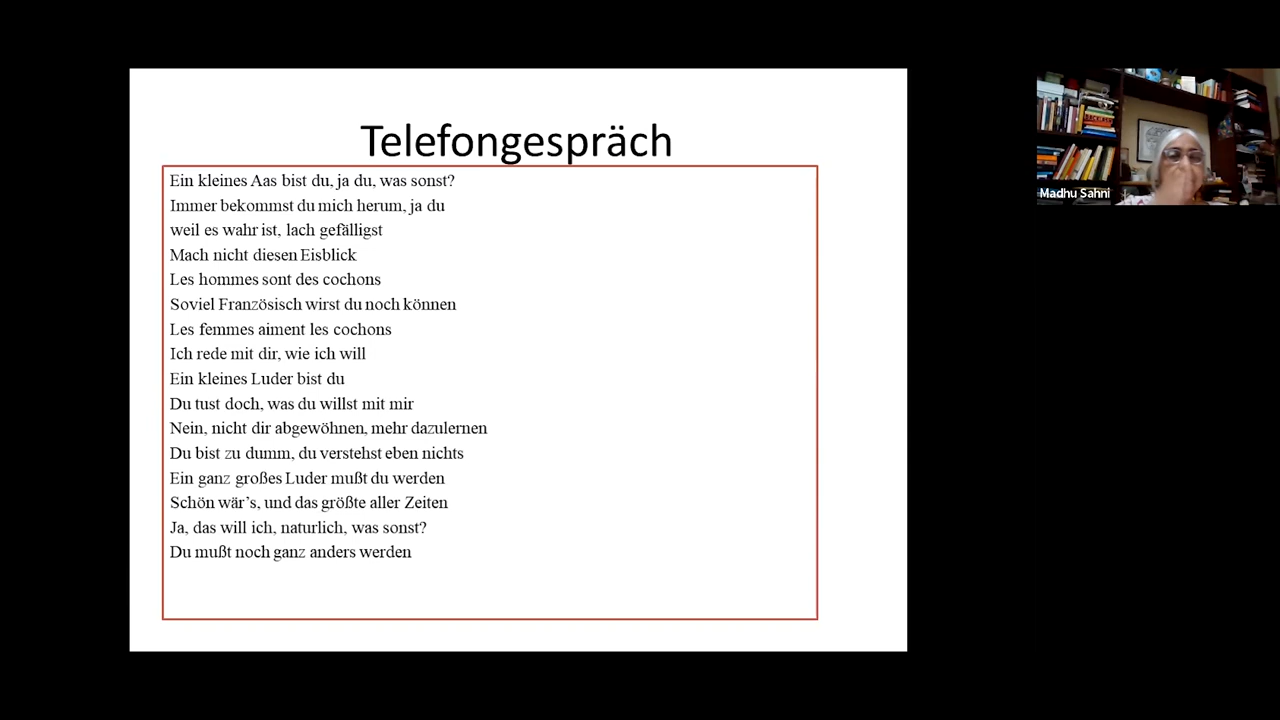 Telefongespräch
Ein kleines Aas bist du, ja du, was sonst?
Immer bekommst du mich herum, ja du
weil es wahr ist, lach gefälligst
Mach nicht diesen Eisblick
Les hommes sont des cochons
Soviel Französisch wirst du noch können
Les femmes aiment les cochons
Ich rede mit dir, wie ich will
Ein kleines Luder bist du
Du tust doch, was du willst mit mir
Nein, nicht dir abgewöhnen, mehr dazulernen
Du bist zu dumm, du verstehst eben nichts
Ein ganz großes Luder mußt du werden
Schön wär's, und das größte aller Zeiten
Ja, das will ich, naturlich, was sonst?
Du mußt noch ganz anders werden
Madhu Sahni